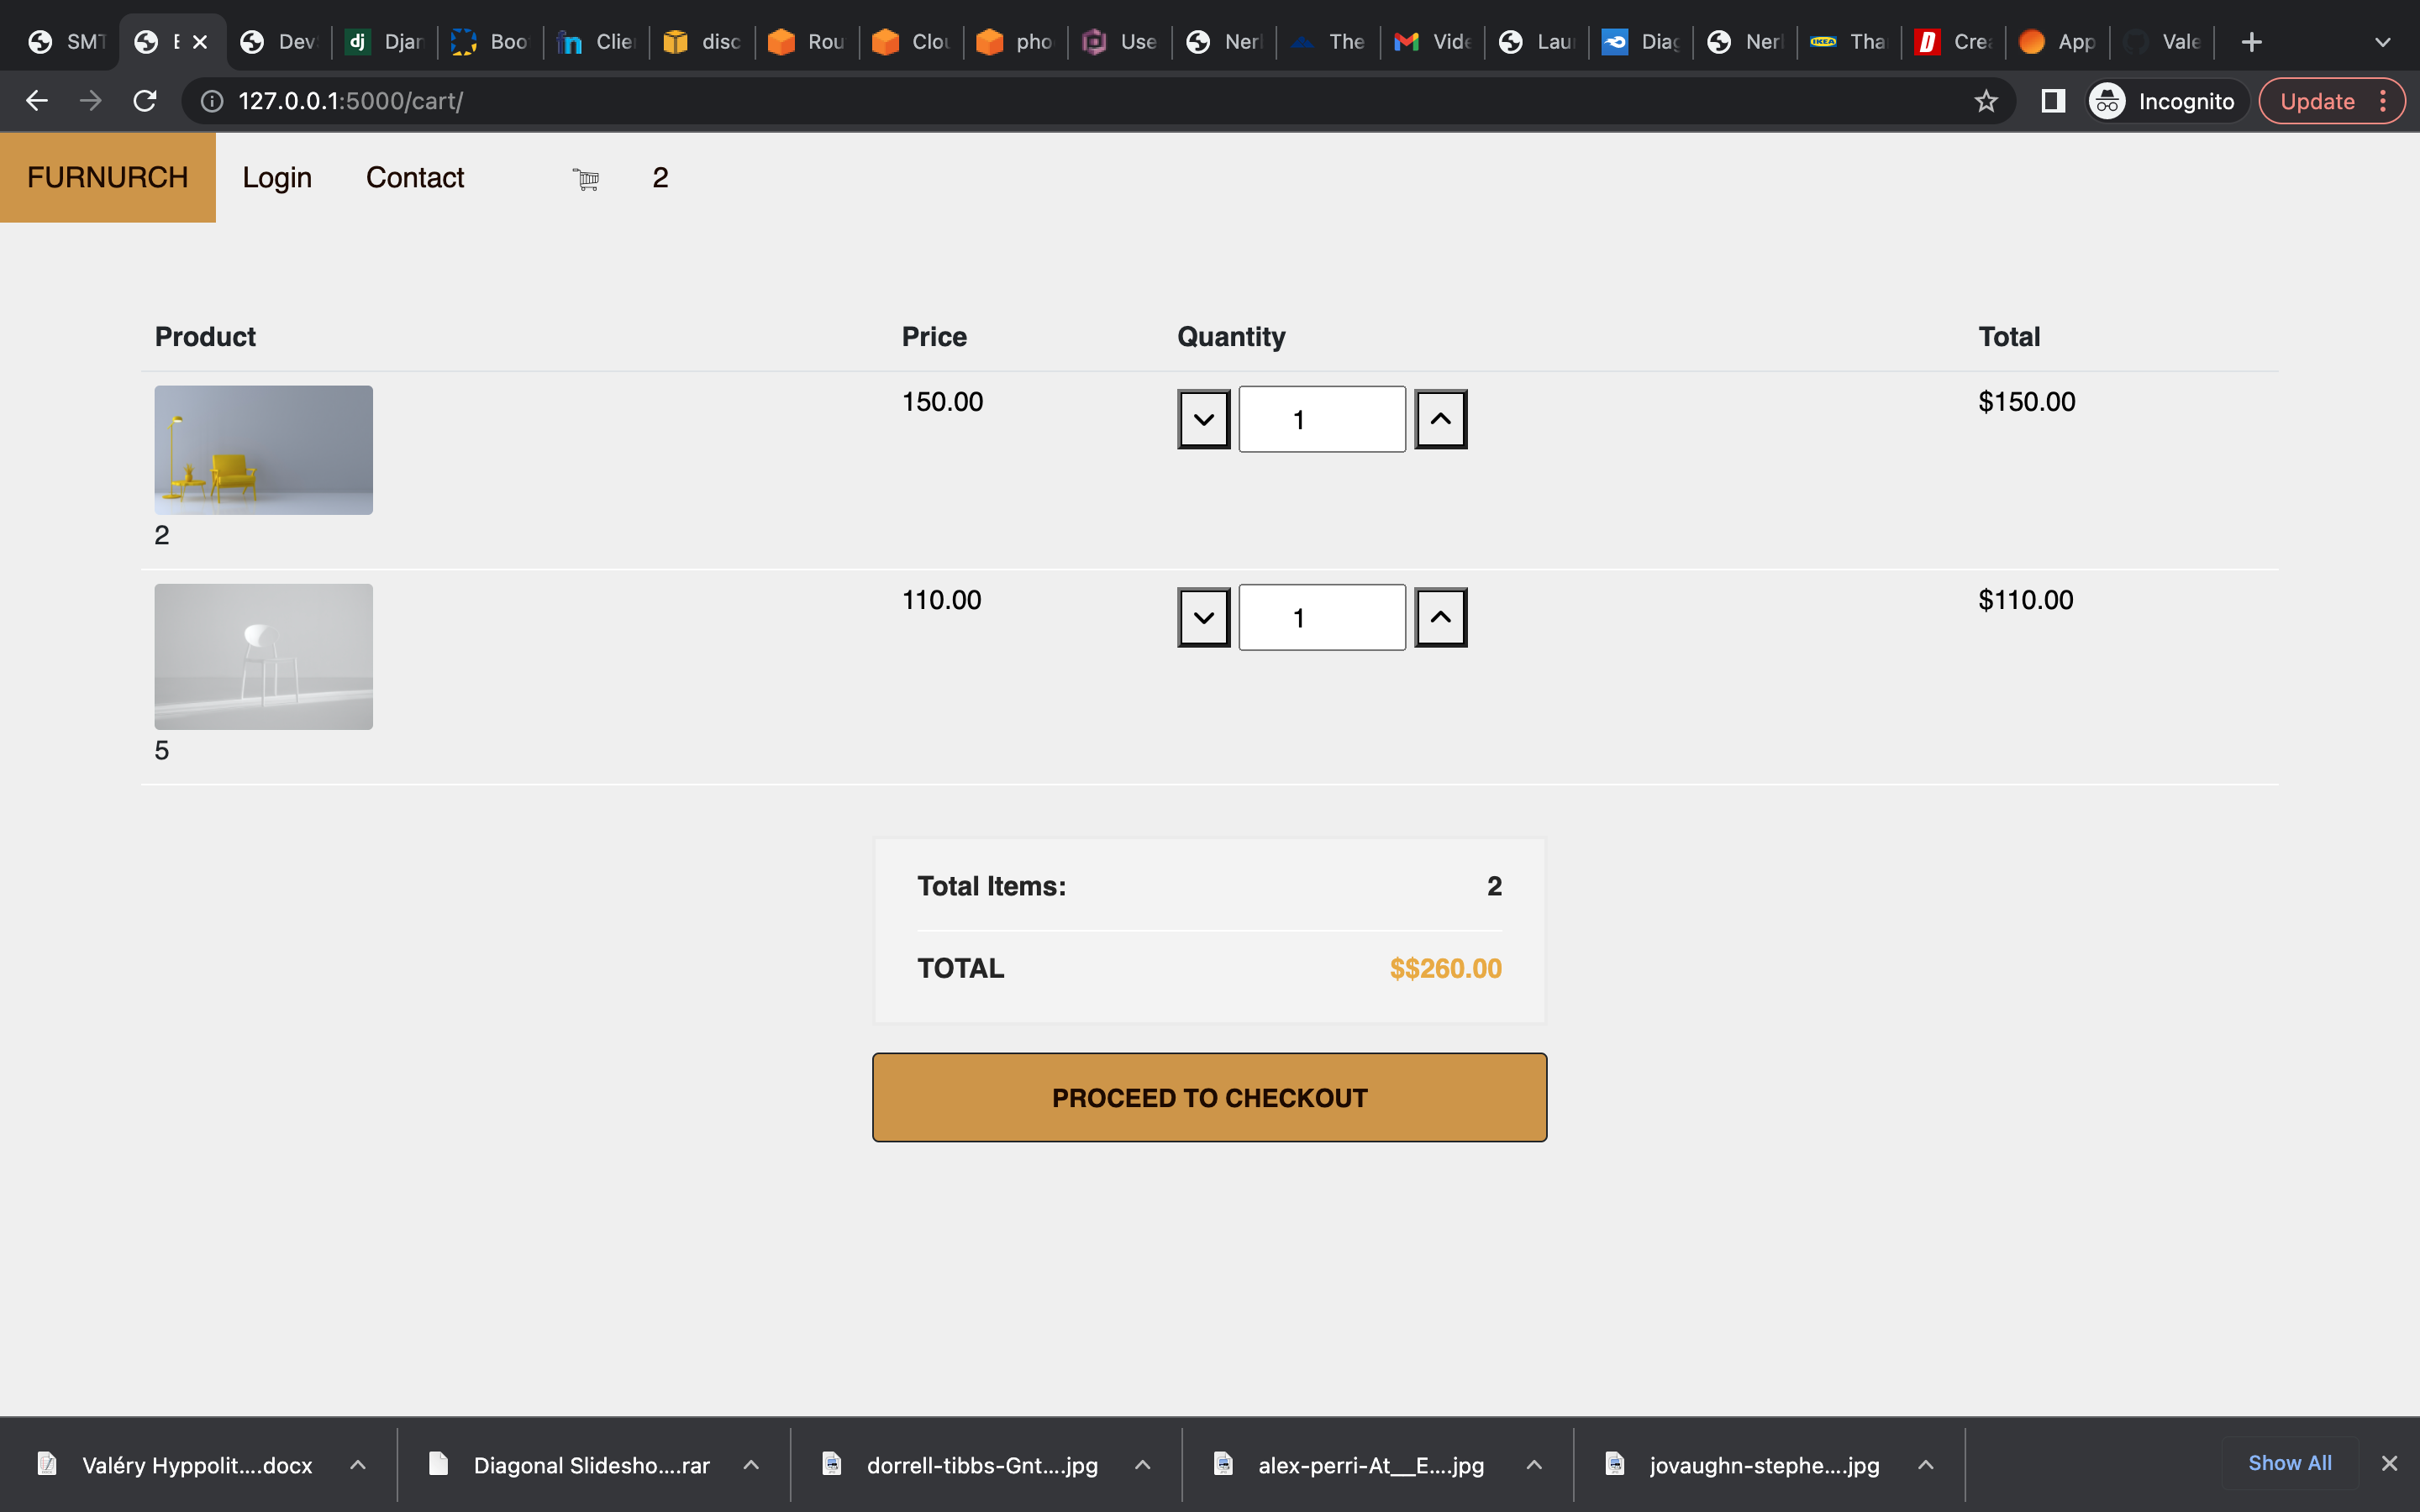 SMT
E
Dev
Djan
Boo
Clie
disc
Rou
Clou
pho
Use
Nerl
The
Vide
Lau
Diag
Nerl
Tha
Crea
App
Vale
127.0.0.1:5000/cart/
Incognito
Update
FURNURCH Login Contact 2
Product Price Quantity Total
150.00 1 $150.00
2
110.00 1 $110.00
5
Total Items: 2
TOTAL $$260.00
PROCEED TO CHECKOUT
Valéry Hyppolit....docx Diagonal Slidesho....rar dorrell-tibbs-Gnt....jpg alex-perri-At__E....jpg jovaughn-stephe....jpg Show All